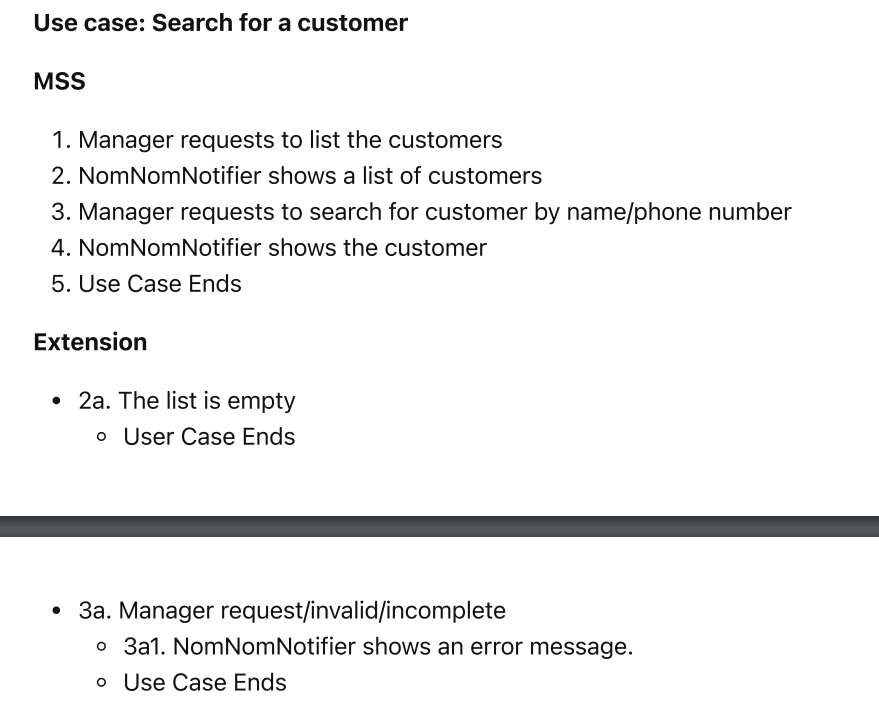 Use case: Search for a customer
MSS
1. Manager requests to list the customers
2. NomNomNotifier shows a list of customers
3. Manager requests to search for customer by name/phone number
4. NomNomNotifier shows the customer
5. Use Case Ends
Extension
• 2a. The list is empty
◦ User Case Ends
• 3a. Manager request/invalid/incomplete
◦ 3a1. NomNomNotifier shows an error message.
◦ Use Case Ends